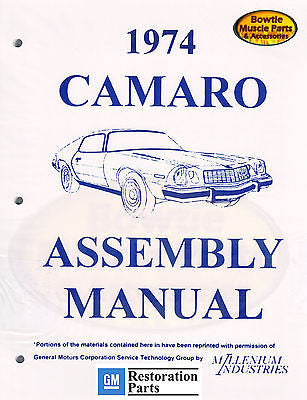 Bowtie
Muscle Parts
& Accessories
1974
CAMARO
Bowtie
ASSEMBLY
MANUAL
*Portions of the materials contained here in have been reprinted with permission of
General Motors Corporation Service Technology Group by
MILLENIUM
INDUSTRIES
GM
Restoration
Parts